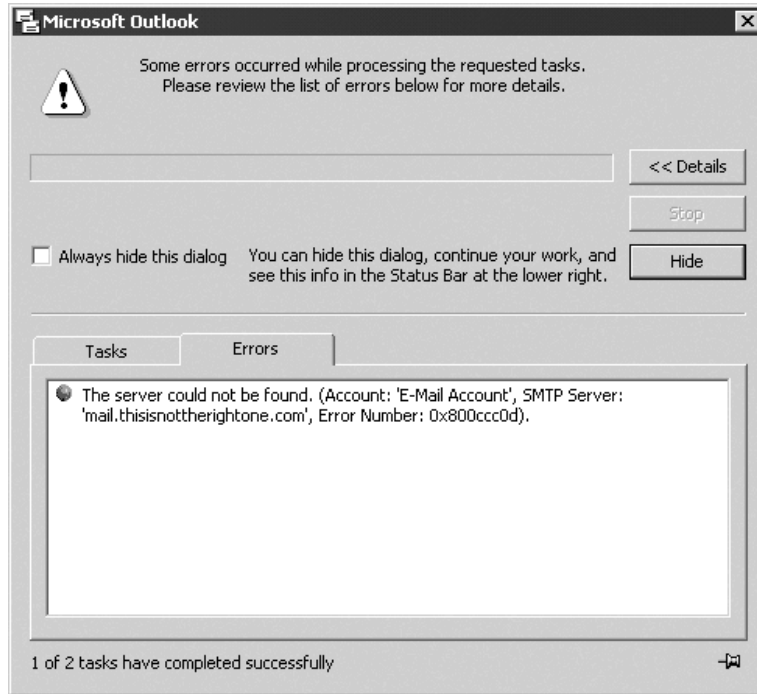 Microsoft Outlook
Some errors occurred while processing the requested tasks.
Please review the list of errors below for more details.
<< Details
Stop
Always hide this dialog
You can hide this dialog, continue your work, and
see this info in the Status Bar at the lower right.
Hide
Tasks
Errors
The server could not be found. (Account: 'E-Mail Account', SMTP Server:
'mail.thisisnottherightone.com', Error Number: 0x800ccc0d).
1 of 2 tasks have completed successfully